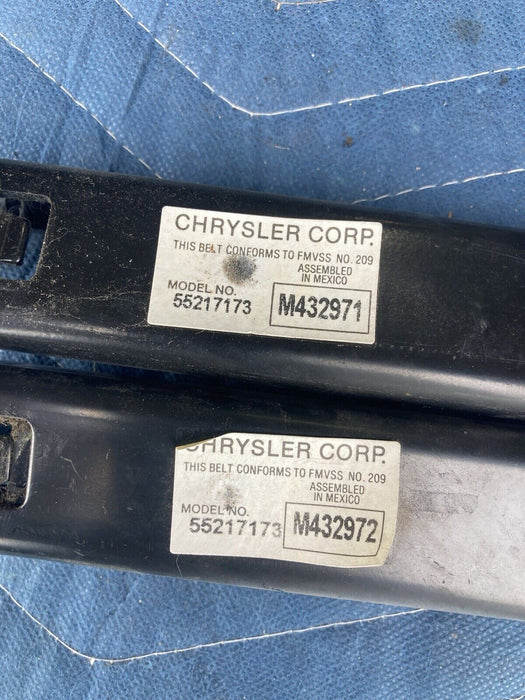 CHRYSLER CORP.
THIS BELT CONFORMS TO FMVSS NO. 209
ASSEMBLED
IN MEXICO
MODEL NO.
55217173 M432971
CHRYSLER CORP.
THIS BELT CONFORMS TO FMVSS NO. 209
ASSEMBLED
IN MEXICO
MODEL NO.
55217173 M432972